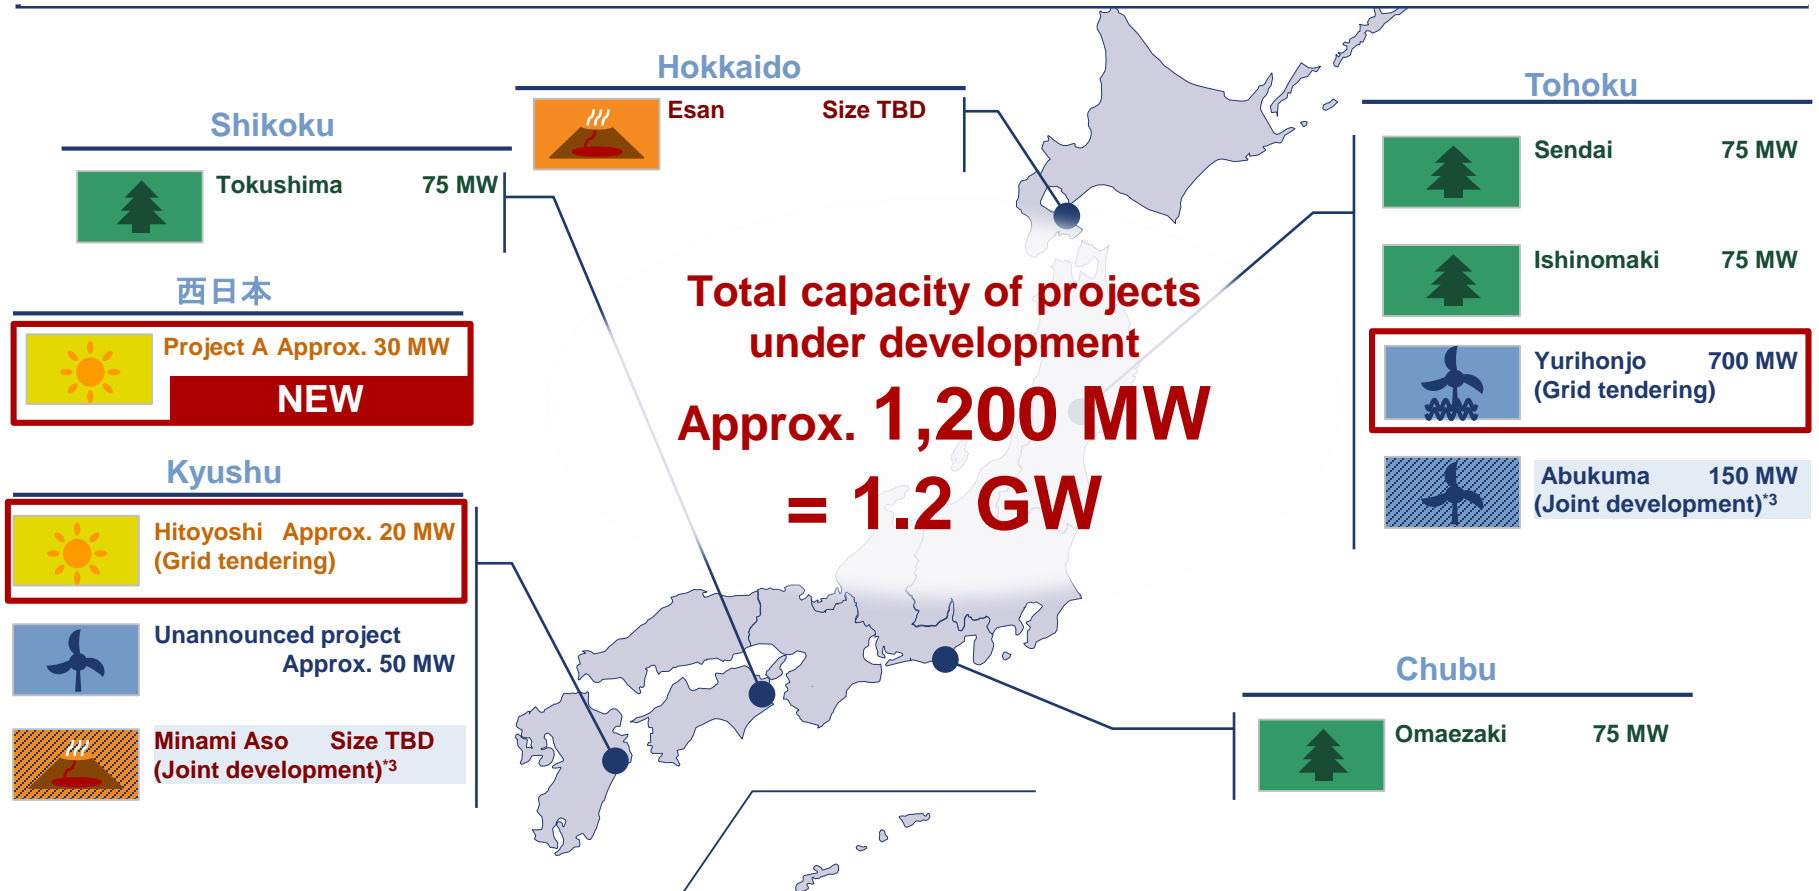 Hokkaido
Esan Size TBD
Shikoku
Tokushima 75 MW
西日本
Project A Approx. 30 MW
NEW
Kyushu
Hitoyoshi Approx. 20 MW
(Grid tendering)
Unannounced project
Approx. 50 MW
Minami Aso Size TBD
(Joint development)*3
Total capacity of projects
under development
Approx. 1,200 MW
= 1.2 GW
Tohoku
Sendai 75 MW
Ishinomaki 75 MW
Yurihonjo 700 MW
(Grid tendering)
Abukuma 150 MW
(Joint development)*3
Chubu
Omaezaki 75 MW